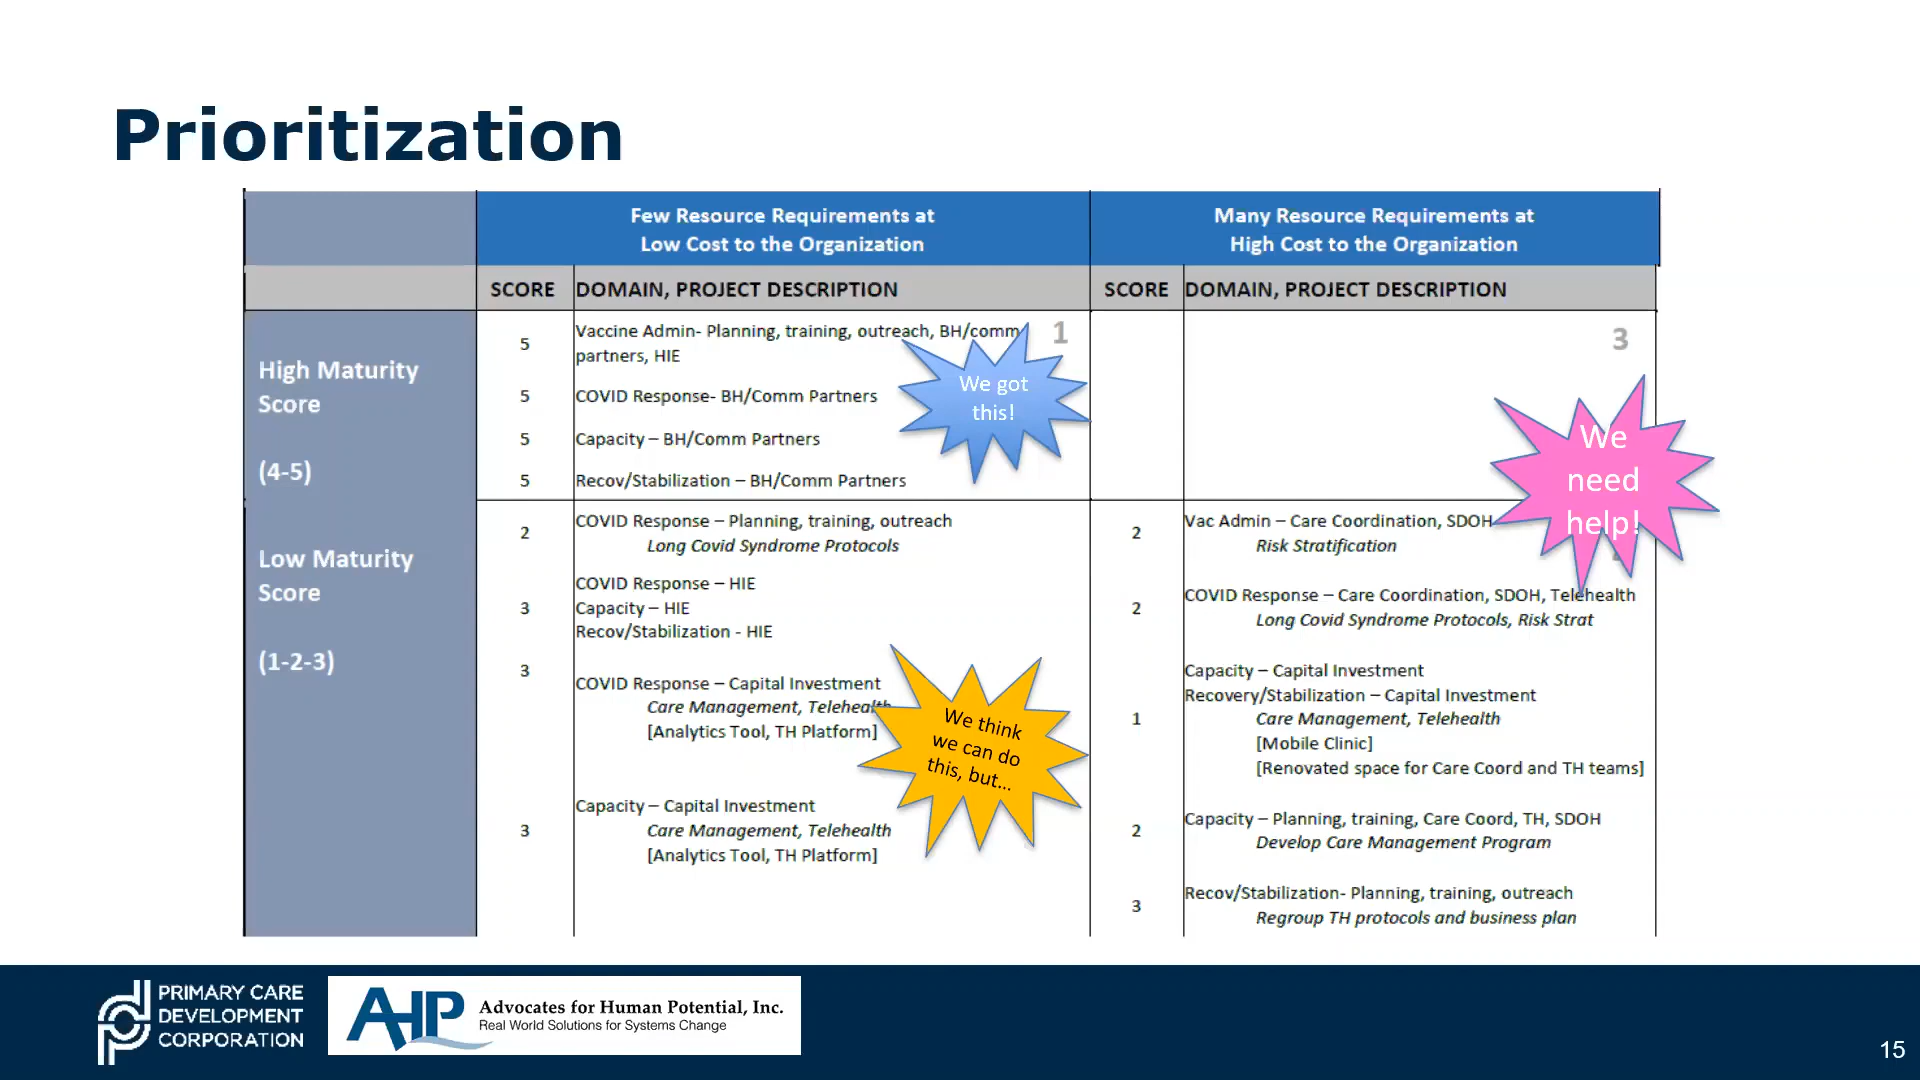 Prioritization
Few Resource Requirements at
Low Cost to the Organization
Many Resource Requirements at
High Cost to the Organization
SCORE
DOMAIN, PROJECT DESCRIPTION
SCORE
DOMAIN, PROJECT DESCRIPTION
High Maturity
Score
(4-5)
5
Vaccine Admin- Planning, training, outreach, BH/comm
partners, HIE
5
COVID Response- BH/Comm Partners
5
Capacity – BH/Comm Partners
5
Recov/Stabilization – BH/Comm Partners
1
We got
this!
3
We
need
help!
Low Maturity
Score
(1-2-3)
2
COVID Response – Planning, training, outreach
Long Covid Syndrome Protocols
3
COVID Response – HIE
Capacity – HIE
Recov/Stabilization - HIE
3
COVID Response – Capital Investment
Care Management, Telehealth
[Analytics Tool, TH Platform]
3
Capacity – Capital Investment
Care Management, Telehealth
[Analytics Tool, TH Platform]
We think
we can do
this, but...
2
Vac Admin – Care Coordination, SDOH
Risk Stratification
2
COVID Response – Care Coordination, SDOH, Telehealth
Long Covid Syndrome Protocols, Risk Strat
1
Capacity – Capital Investment
Recovery/Stabilization – Capital Investment
Care Management, Telehealth
[Mobile Clinic]
[Renovated space for Care Coord and TH teams]
2
Capacity – Planning, training, Care Coord, TH, SDOH
Develop Care Management Program
3
Recov/Stabilization- Planning, training, outreach
Regroup TH protocols and business plan
PRIMARY CARE
DEVELOPMENT
CORPORATION
AHP
Advocates for Human Potential, Inc.
Real World Solutions for Systems Change
15